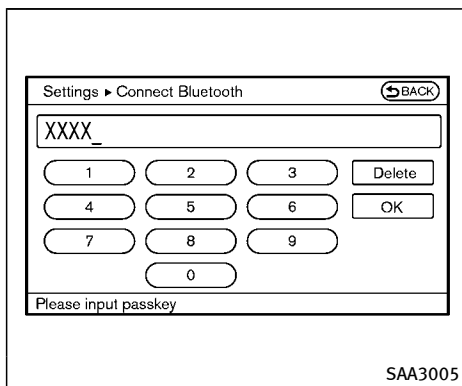 Settings ▸ Connect Bluetooth BACK
XXXX_
1 2 3 Delete
4 5 6 OK
7 8 9
0
Please input passkey
SAA3005